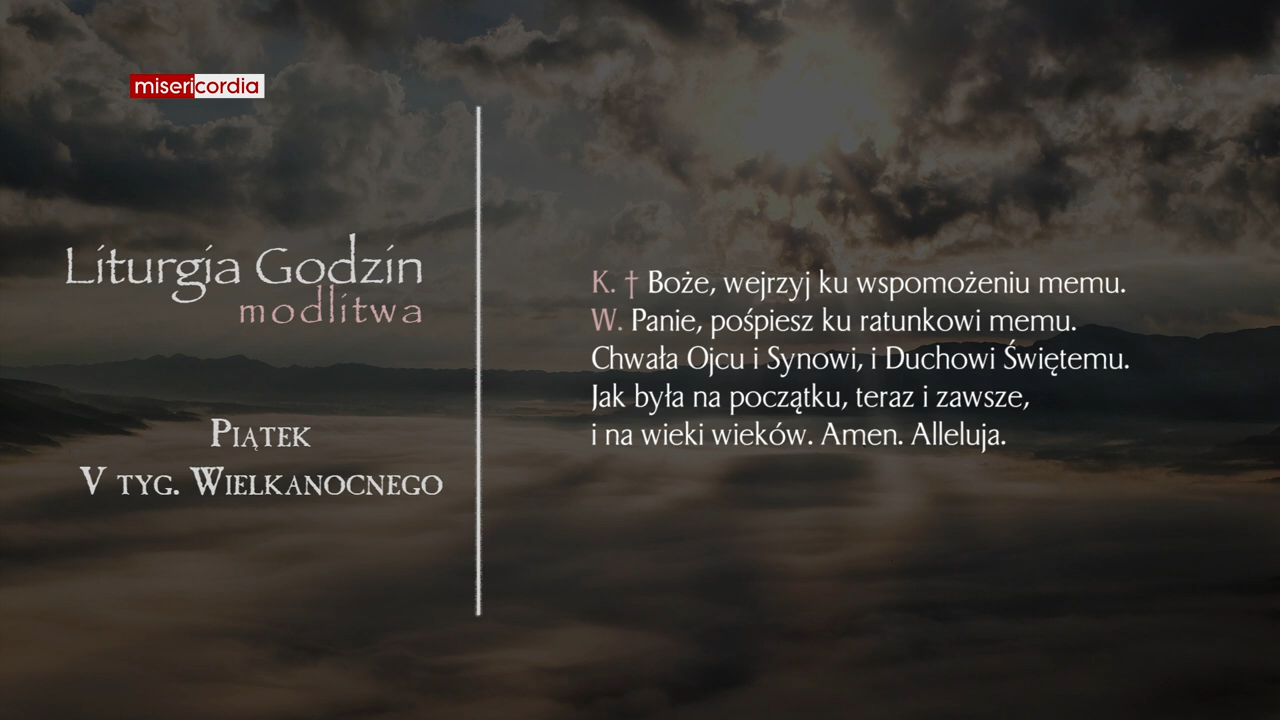 misericordia
Liturgia Godzin
modlitwa
Piątek
V tyg. Wielkanocnego
K. † Boże, wejrzyj ku wspomożeniu memu.
W. Panie, pośpiesz ku ratunkowi memu.
Chwała Ojcu i Synowi, i Duchowi Świętemu.
Jak była na początku, teraz i zawsze,
i na wieki wieków. Amen. Alleluja.